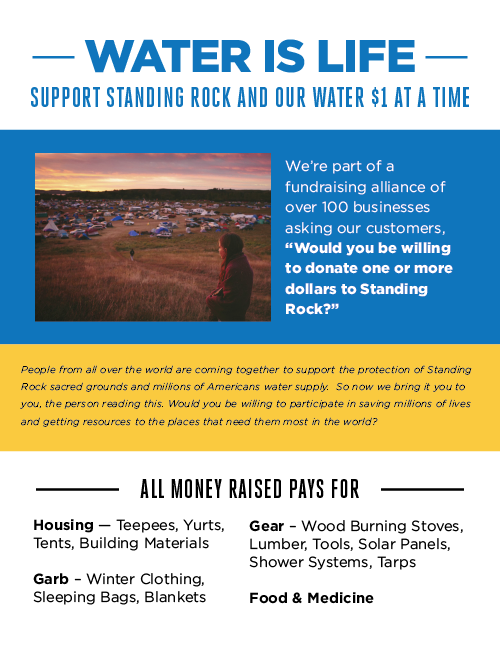 WATER IS LIFE
SUPPORT STANDING ROCK AND OUR WATER $1 AT A TIME
We're part of a
fundraising alliance of
over 100 businesses
asking our customers,
“Would you be willing
to donate one or more
dollars to Standing
Rock?”
People from all over the world are coming together to support the protection of Standing
Rock sacred grounds and millions of Americans water supply. So now we bring it you to
you, the person reading this. Would you be willing to participate in saving millions of lives
and getting resources to the places that need them most in the world?
ALL MONEY RAISED PAYS FOR
Housing — Teepees, Yurts,
Tents, Building Materials
Garb – Winter Clothing,
Sleeping Bags, Blankets
Gear – Wood Burning Stoves,
Lumber, Tools, Solar Panels,
Shower Systems, Tarps
Food & Medicine